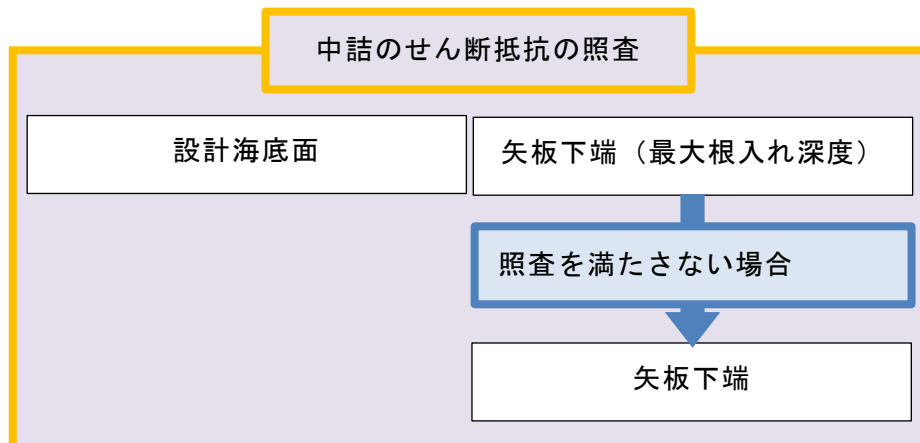 中詰のせん断抵抗の照査
設計海底面
矢板下端（最大根入れ深度）
照査を満たさない場合
矢板下端